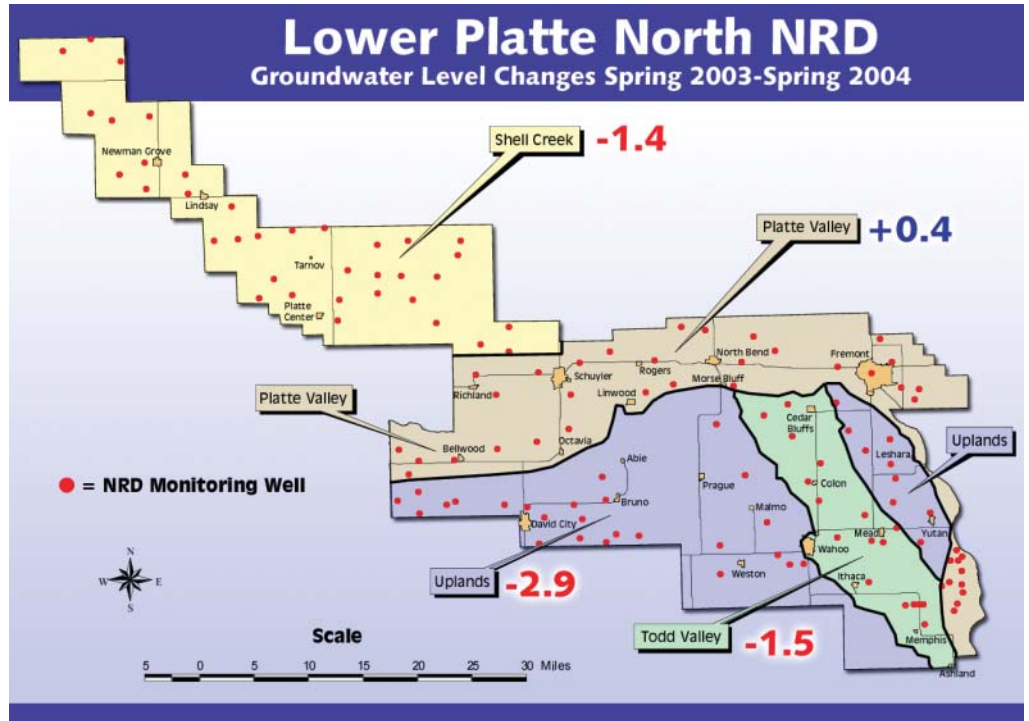 Lower Platte North NRD
Groundwater Level Changes Spring 2003-Spring 2004
Shell Creek
-1.4
Newman Grove
Lindsay
Platte Valley
+0.4
Tarnov
Platte
Center
North Bend
Fremont
Rogers
Schuyler
Morse Bluff
Richland
Linwood
Platte Valley
Cedar
Bluffs
Octavia
Bellwood
Leshara
Uplands
Abie
= NRD Monitoring Well
Prague
Colon
Bruno
Malmo
David City
Mead
Yutan
Wahoo
N
W
E
S
Uplands
-2.9
Weston
Ithaca
Scale
Todd Valley
-1.5
Memphis
5 0 5 10 15 20 25 30 Miles
Ashland